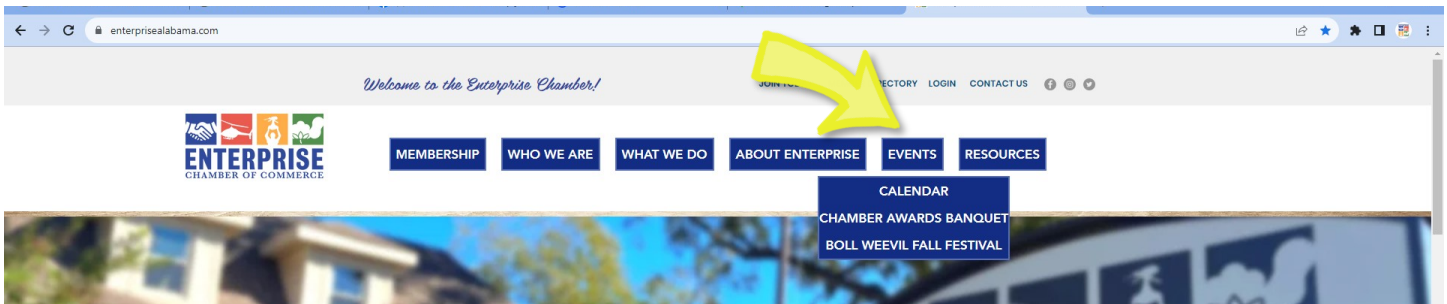 enterprisealabama.com
Welcome to the Enterprise Chamber!
LOGIN CONTACT US
ENTERPRISE
CHAMBER OF COMMERCE
MEMBERSHIP WHO WE ARE WHAT WE DO ABOUT ENTERPRISE EVENTS RESOURCES
CALENDAR
CHAMBER AWARDS BANQUET
BOLL WEEVIL FALL FESTIVAL